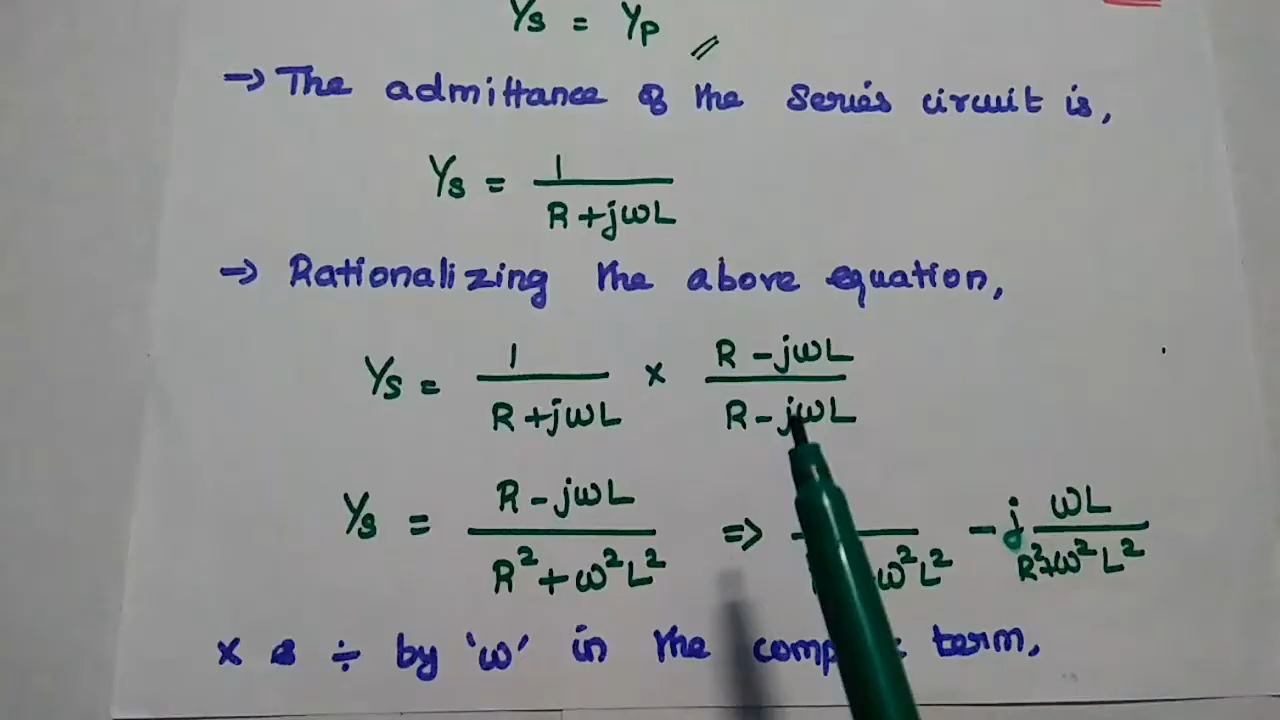 Ys = Yp //
→ The admittance of the series circuit is,
Ys = 1 / R + jωL
→ Rationalizing the above equation,
Ys = 1 / R + jωL × R - jωL / R - jωL
Ys = R - jωL / R² + ω²L² ⇒ ω²L² - j ωL / R² + ω²L²
× & ÷ by 'ω' in the term,